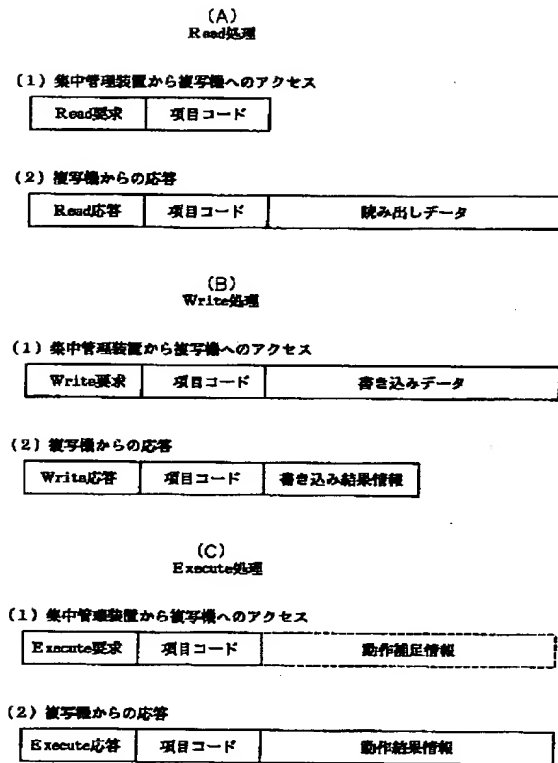 (A)
Read処理
(1)集中管理装置から複写機へのアクセス
Read要求 項目コード
(2)複写機からの応答
Read応答 項目コード 読み出しデータ
(B)
Write処理
(1)集中管理装置から複写機へのアクセス
Write要求 項目コード 書き込みデータ
(2)複写機からの応答
Write応答 項目コード 書き込み結果情報
(C)
Execute処理
(1)集中管理装置から複写機へのアクセス
Execute要求 項目コード 動作補足情報
(2)複写機からの応答
Execute応答 項目コード 動作結果情報